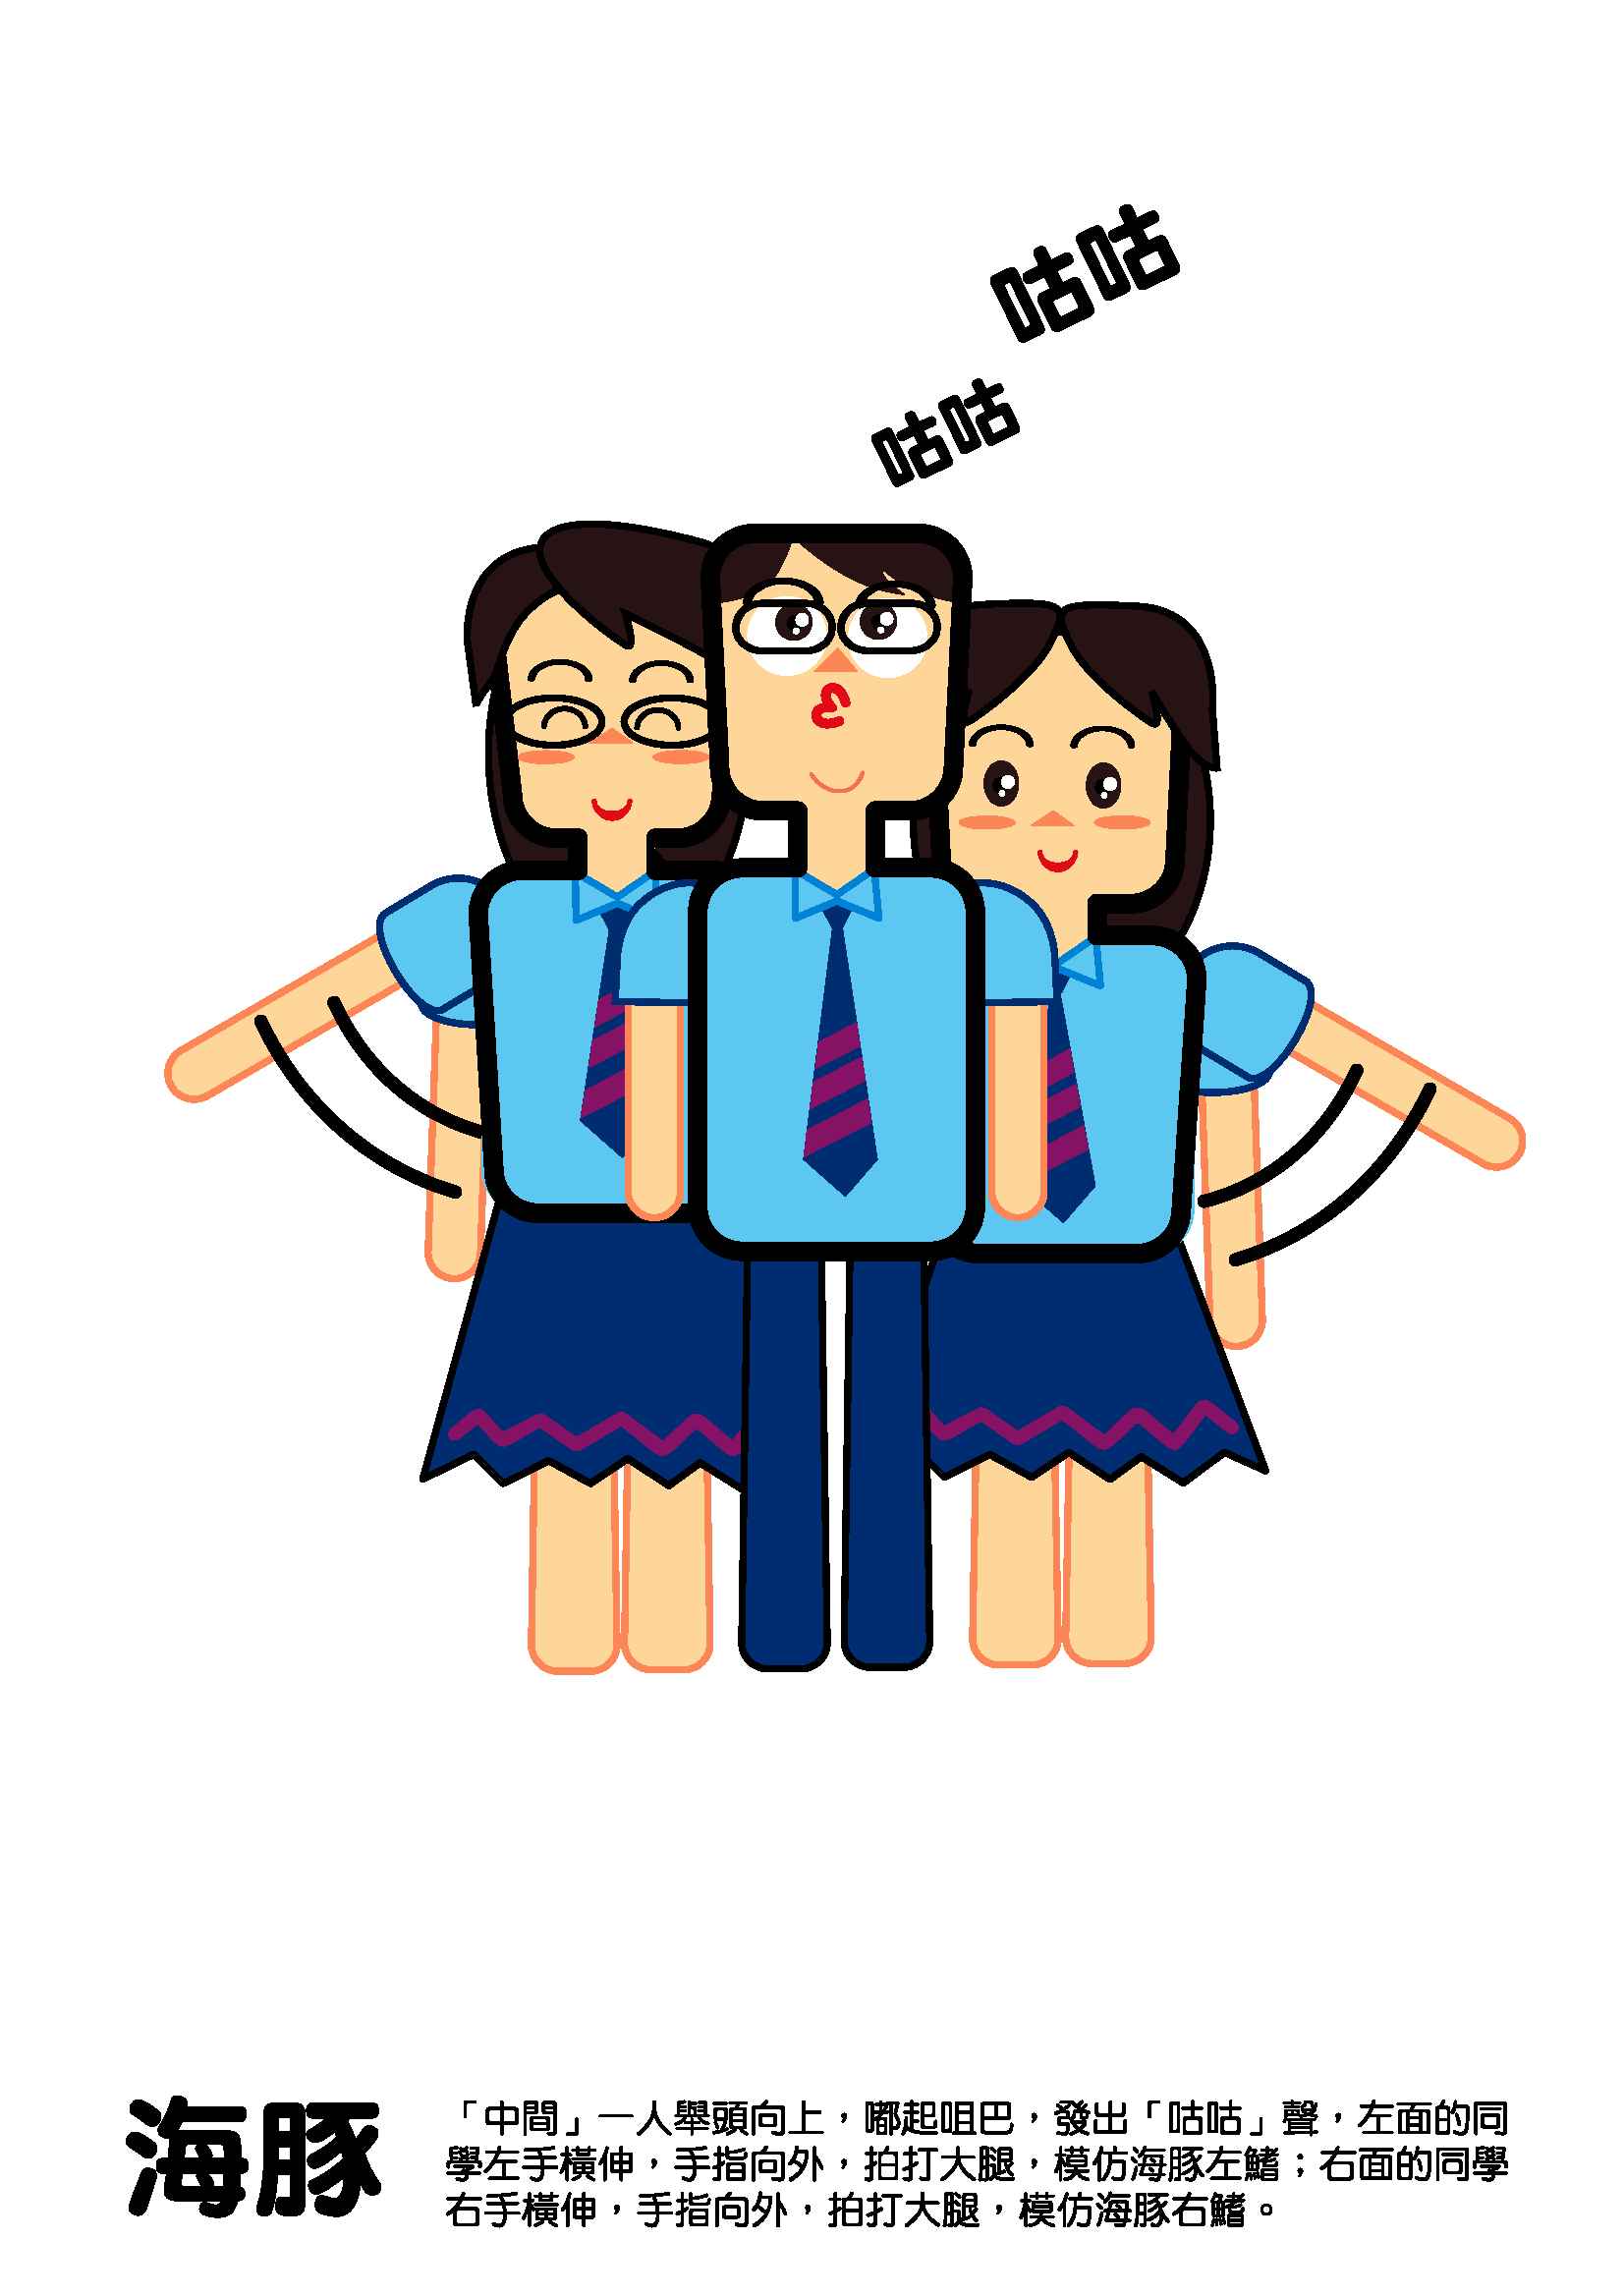 咕咕
咕咕
海豚
「中間」一人舉頭向上，嘟起咀巴，發出「咕咕」聲，左面的同
學左手橫伸，手指向外，拍打大腿，模仿海豚左鰭；右面的同學
右手橫伸，手指向外，拍打大腿，模仿海豚右鰭。